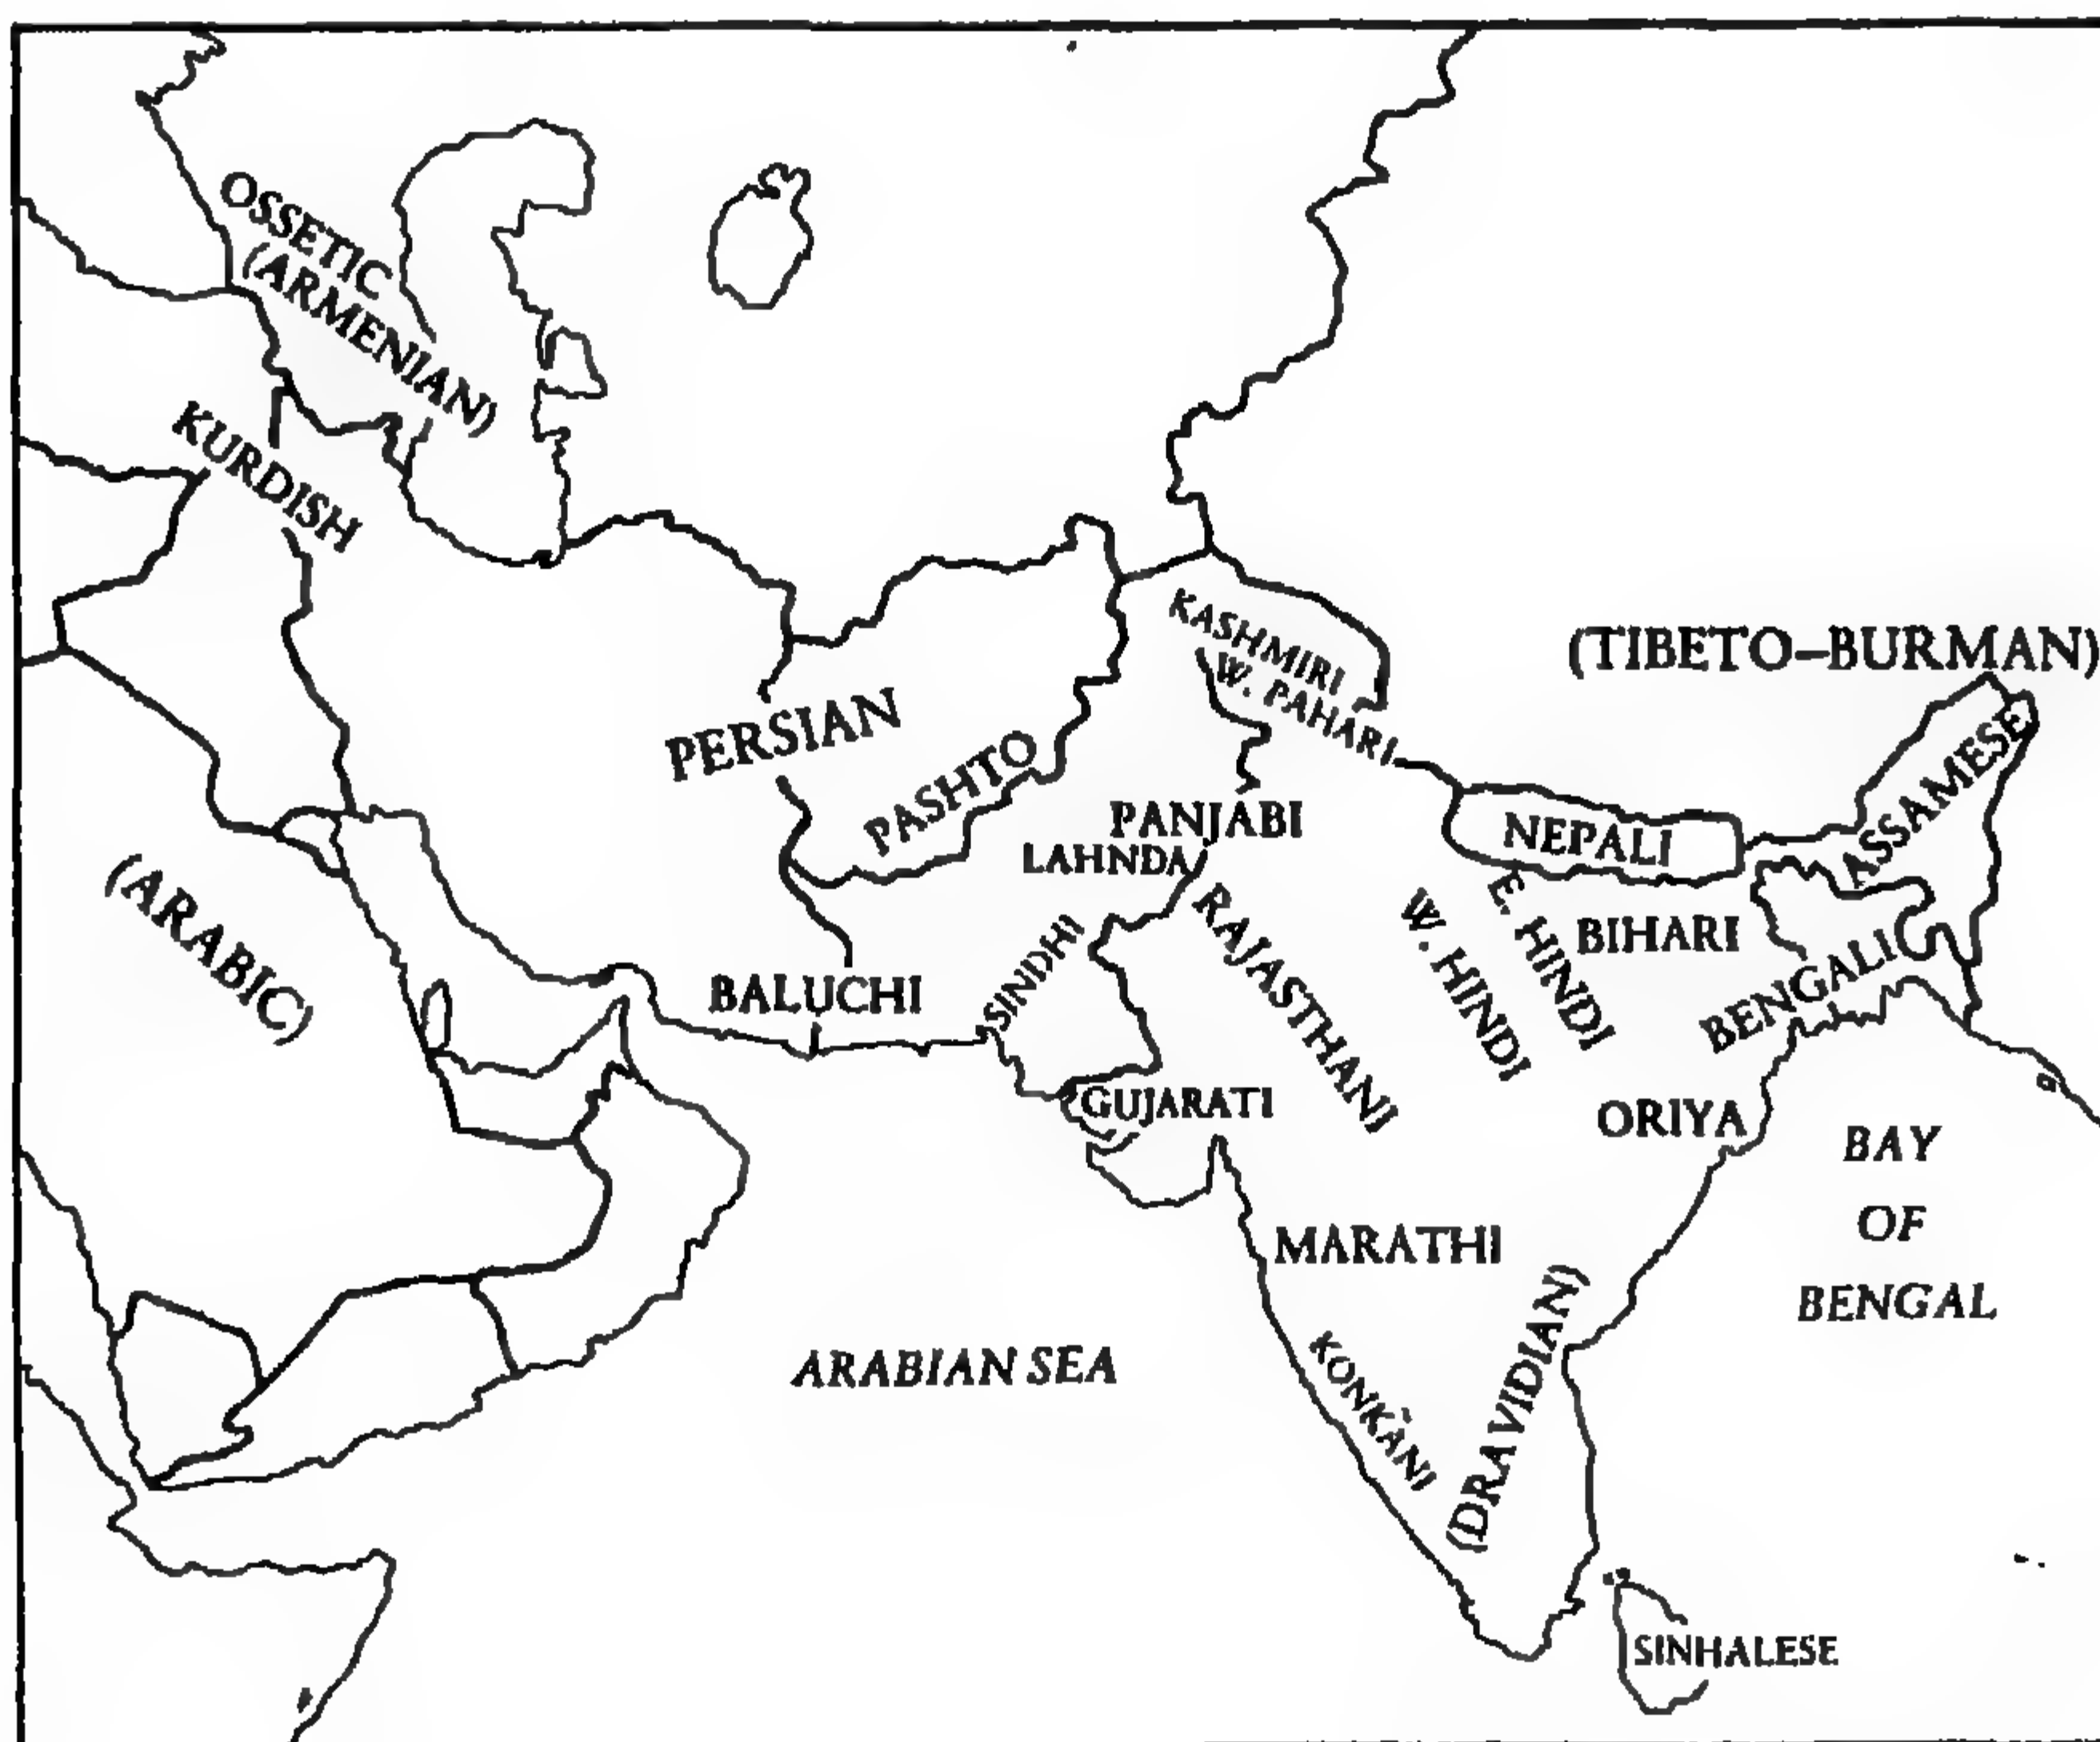 OSSETIC
(ARMENIAN)
KURDISH
KASHMIRI
W. PAHARI
(TIBETO–BURMAN)
PERSIAN
PASHTO
PANJABI
LAHNDA
NEPALI
ASSAMESE
(ARABIC)
BALUCHI
SINDHI
RAJASTHANI
W. HINDI
E. HINDI
BIHARI
BENGALI
GUJARATI
ORIYA
BAY
OF
BENGAL
MARATHI
ARABIAN SEA
KONKANI
(DRAVIDIAN)
SINHALESE